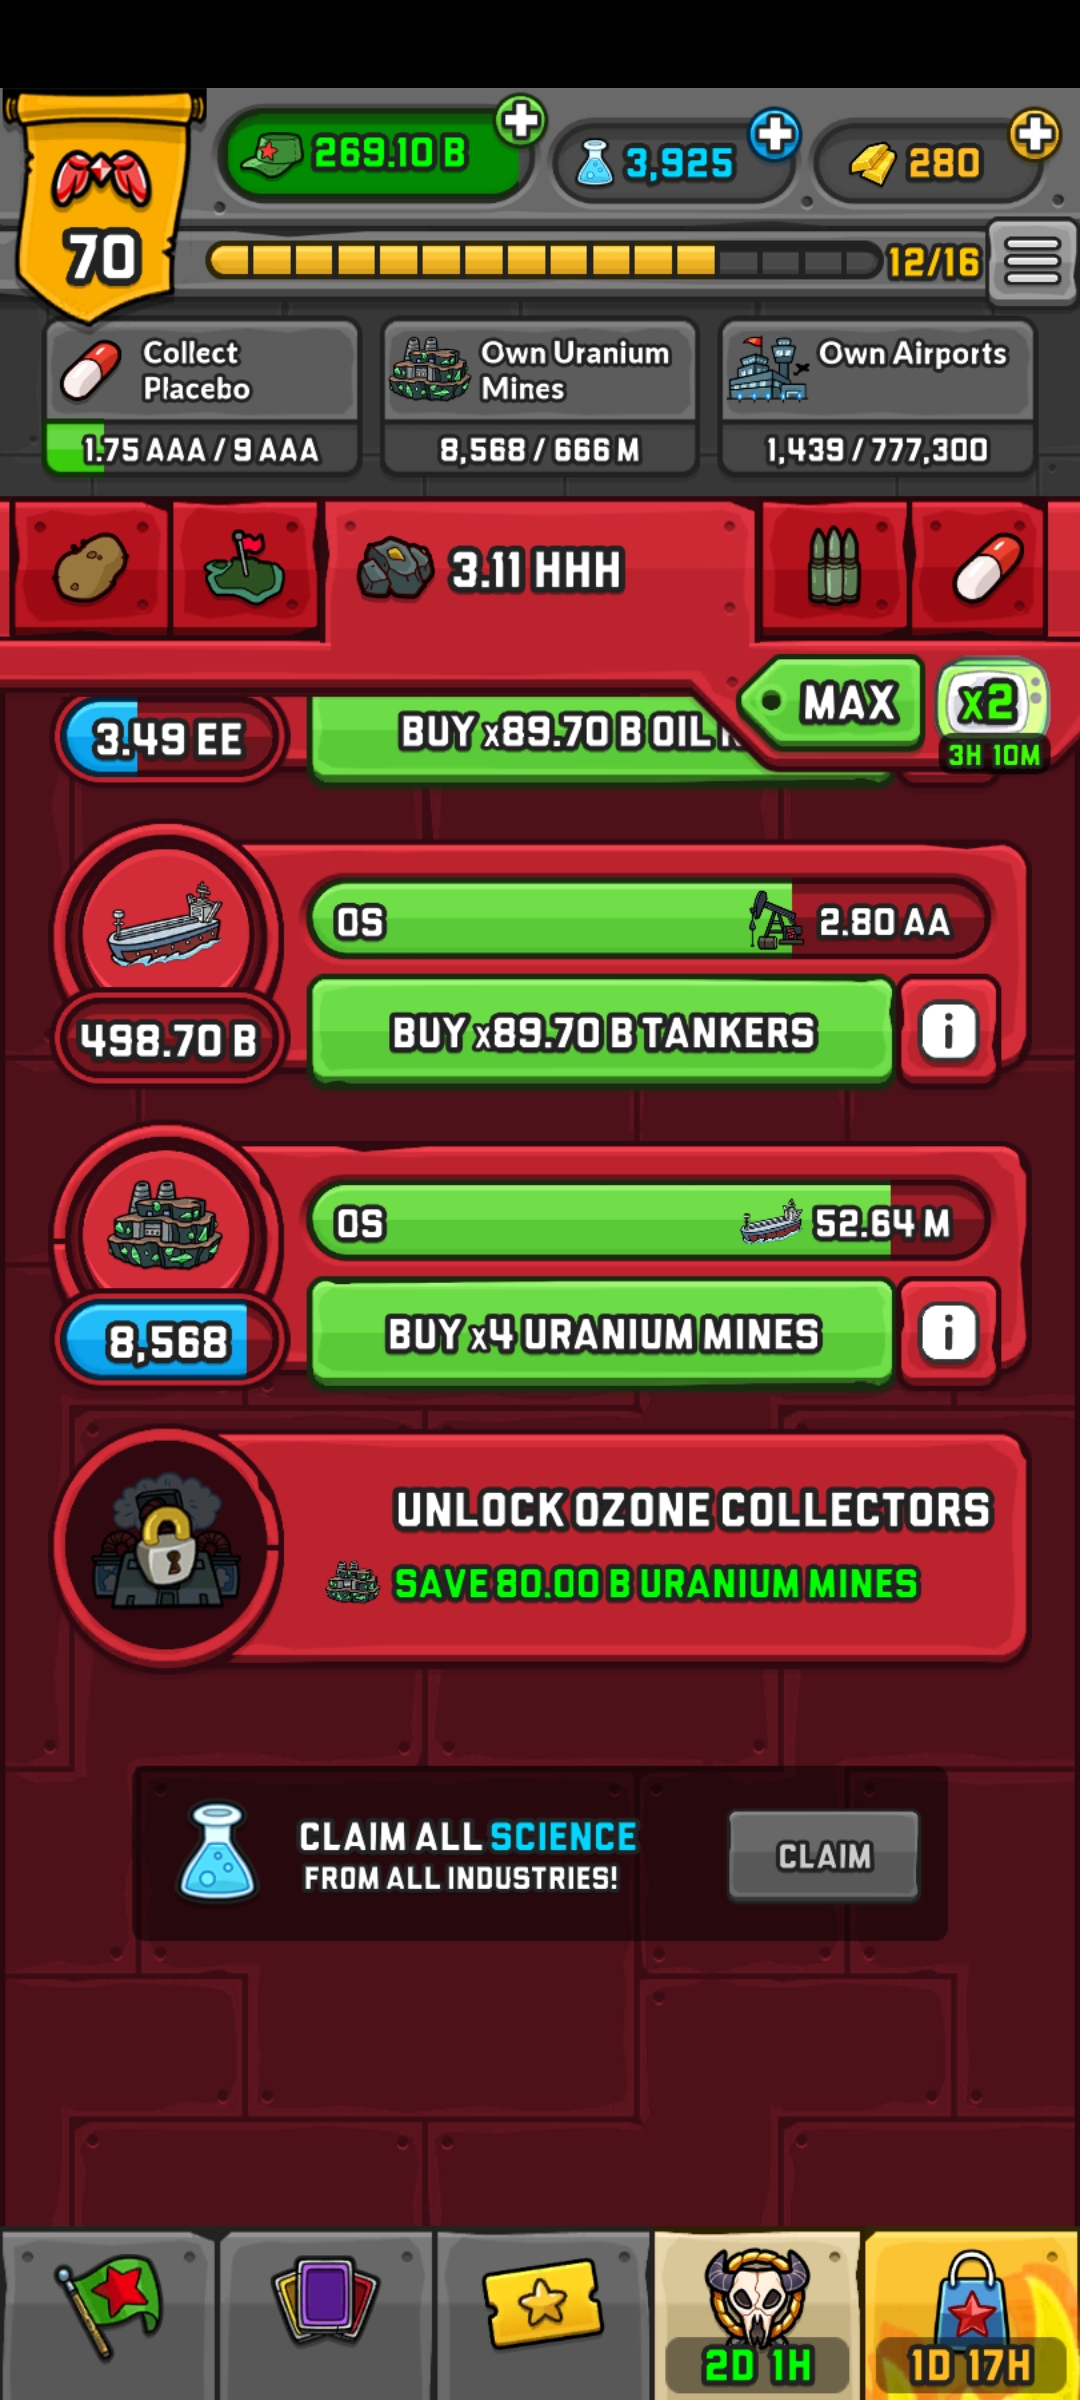 269.10 B
3,925
280
70
12/16
Collect
Placebo
1.75 AAA / 9 AAA
Own Uranium
Mines
8,568 / 666 M
Own Airports
1,439 / 777,300
3.11 HHH
MAX
x2
3H 10M
3.49 EE
BUY x89.70 B OIL
0S
2.80 AA
498.70 B
BUY x89.70 B TANKERS
i
0S
52.64 M
8,568
BUY x4 URANIUM MINES
i
UNLOCK OZONE COLLECTORS
SAVE 80.00 B URANIUM MINES
CLAIM ALL SCIENCE
FROM ALL INDUSTRIES!
CLAIM
2D 1H
1D 17H